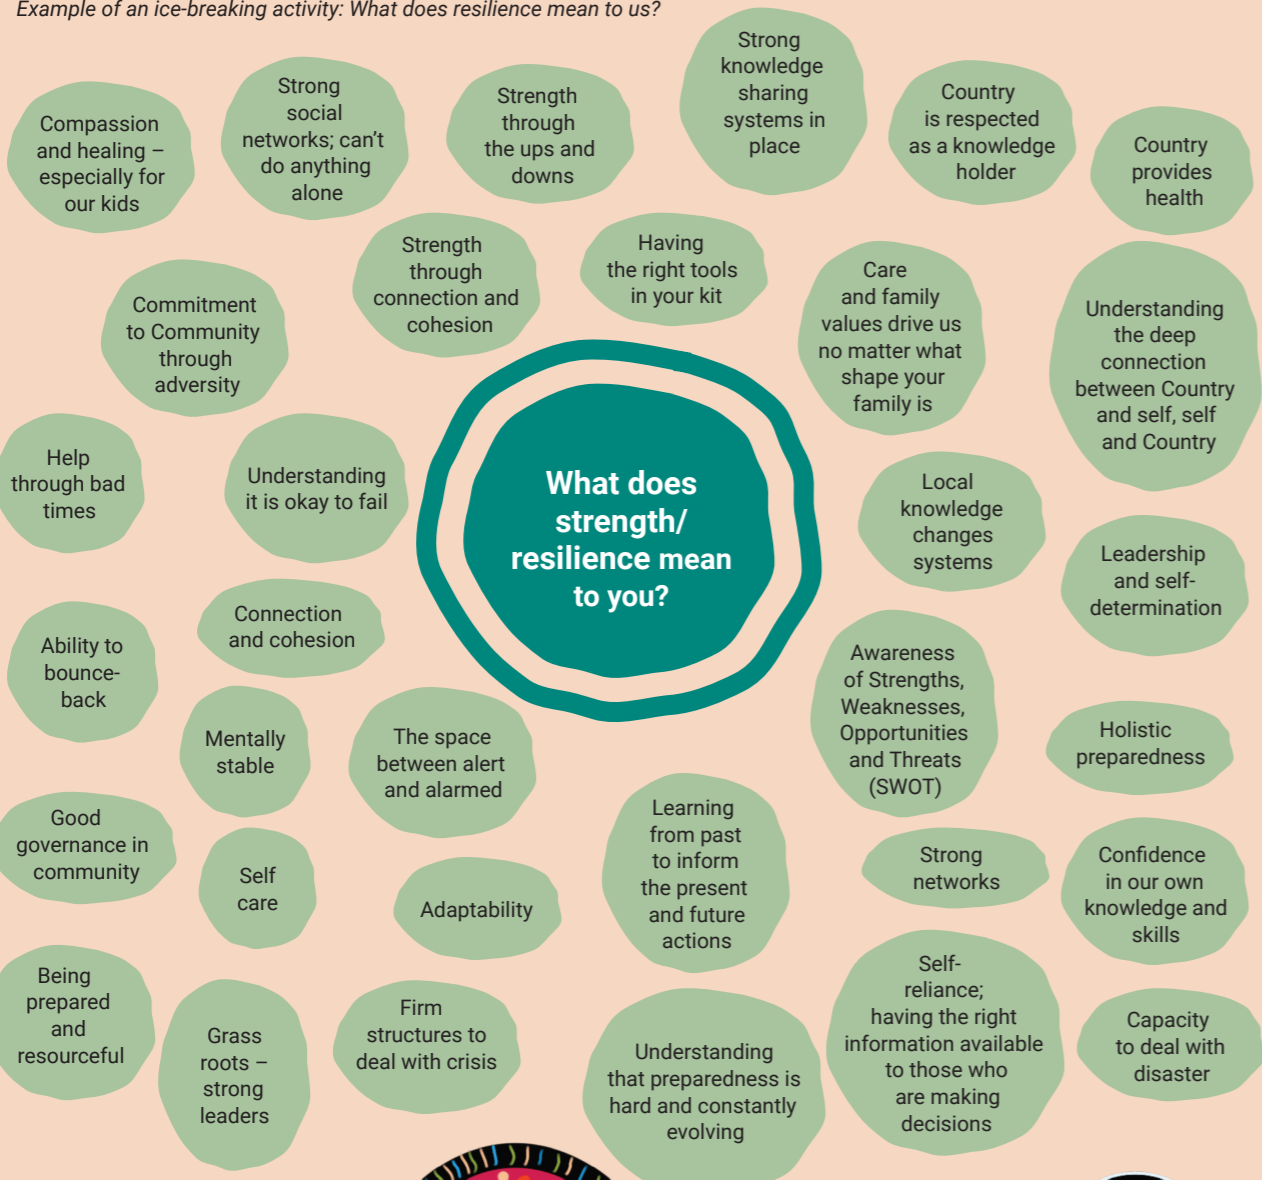 Example of an ice-breaking activity: What does resilience mean to us?
Compassion
and healing –
especially for
our kids
Strong
social
networks; can't
do anything
alone
Strength
through
the ups and
downs
Strong
knowledge
sharing
systems in
place
Country
is respected
as a knowledge
holder
Country
provides
health
Commitment
to Community
through
adversity
Strength
through
connection and
cohesion
Having
the right tools
in your kit
Care
and family
values drive us
no matter what
shape your
family is
Understanding
the deep
connection
between Country
and self, self
and Country
Help
through bad
times
Understanding
it is okay to fail
What does
strength/
resilience mean
to you?
Local
knowledge
changes
systems
Leadership
and self-
determination
Ability to
bounce-
back
Connection
and cohesion
Mentally
stable
The space
between alert
and alarmed
Awareness
of Strengths,
Weaknesses,
Opportunities
and Threats
(SWOT)
Holistic
preparedness
Good
governance in
community
Self
care
Adaptability
Learning
from past
to inform
the present
and future
actions
Strong
networks
Confidence
in our own
knowledge and
skills
Being
prepared
and
resourceful
Grass
roots –
strong
leaders
Firm
structures to
deal with crisis
Understanding
that preparedness is
hard and constantly
evolving
Self-
reliance;
having the right
information available
to those who
are making
decisions
Capacity
to deal with
disaster